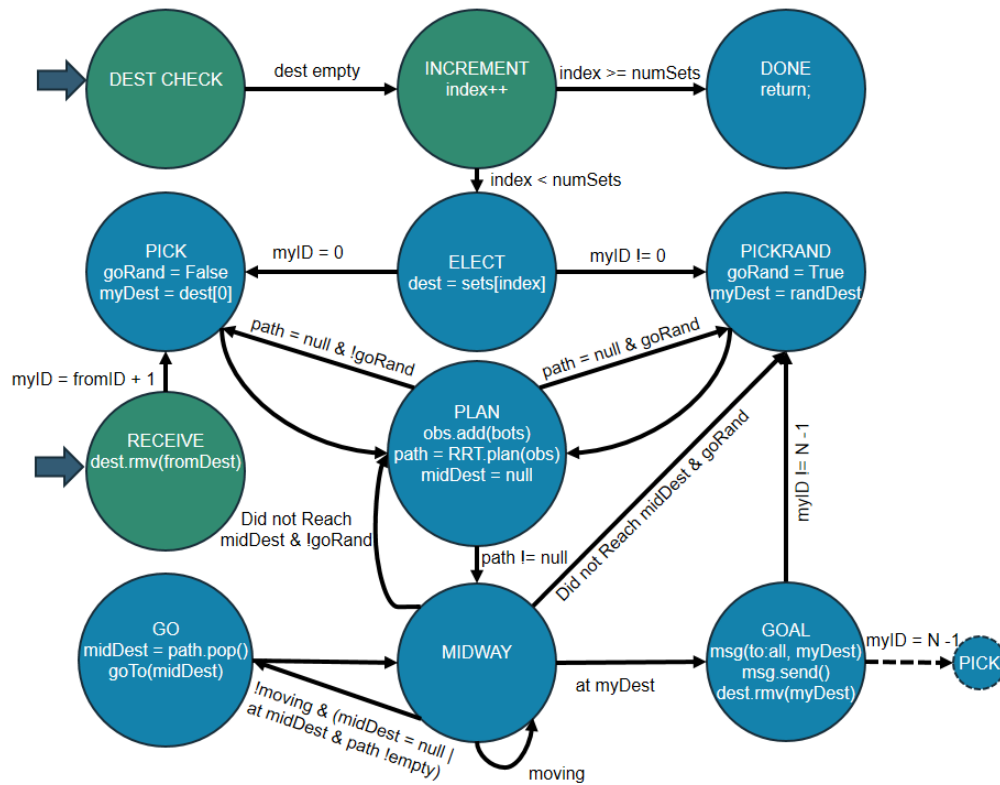 DEST CHECK
dest empty
INCREMENT
index++
index >= numSets
DONE
return;
index < numSets
PICK
goRand = False
myDest = dest[0]
myID = 0
ELECT
dest = sets[index]
myID != 0
PICKRAND
goRand = True
myDest = randDest
path = null & !goRand
path = null & goRand
myID = fromID + 1
RECEIVE
dest.rmv(fromDest)
PLAN
obs.add(bots)
path = RRT.plan(obs)
midDest = null
Did not Reach
midDest & !goRand
Did not Reach midDest & goRand
myID != N -1
path != null
GO
midDest = path.pop()
goTo(midDest)
MIDWAY
at myDest
GOAL
msg(to:all, myDest)
msg.send()
dest.rmv(myDest)
myID = N -1
PICK
!moving & (midDest = null |
at midDest & path !empty)
moving